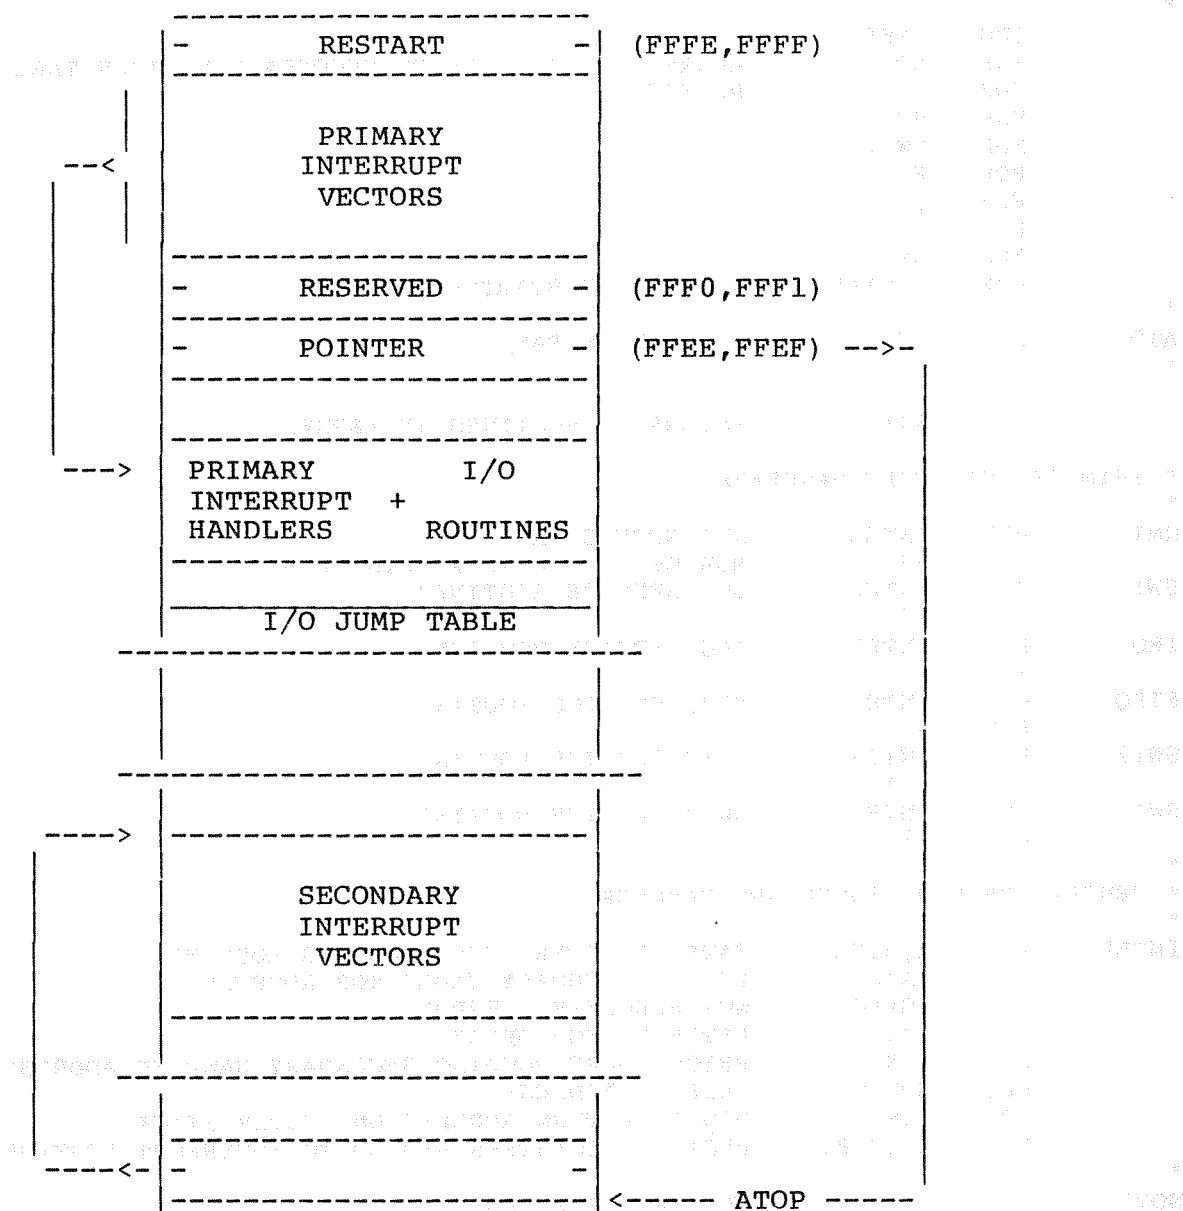 RESTART (FFFE,FFFF)
PRIMARY
INTERRUPT
VECTORS
RESERVED (FFF0,FFF1)
POINTER (FFEE,FFEF)
PRIMARY I/O
INTERRUPT +
HANDLERS ROUTINES
I/O JUMP TABLE
SECONDARY
INTERRUPT
VECTORS
ATOP